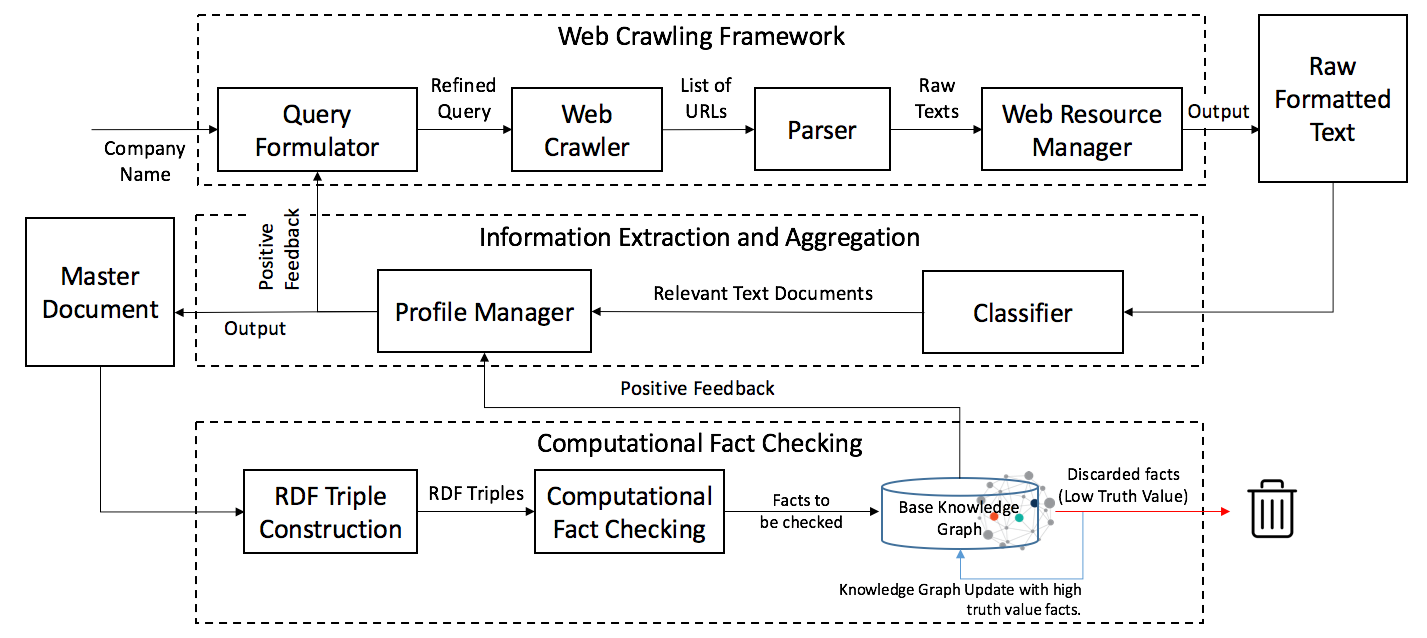 Web Crawling Framework
Company
Name
Query
Formulator
Refined
Query
Web
Crawler
List of
URLs
Parser
Raw
Texts
Web Resource
Manager
Output
Raw
Formatted
Text
Positive
Feedback
Information Extraction and Aggregation
Master
Document
Output
Profile Manager
Relevant Text Documents
Classifier
Positive Feedback
Computational Fact Checking
RDF Triple
Construction
RDF Triples
Computational
Fact Checking
Facts to
be checked
Base Knowledge
Graph
Discarded facts
(Low Truth Value)
Knowledge Graph Update with high
truth value facts.